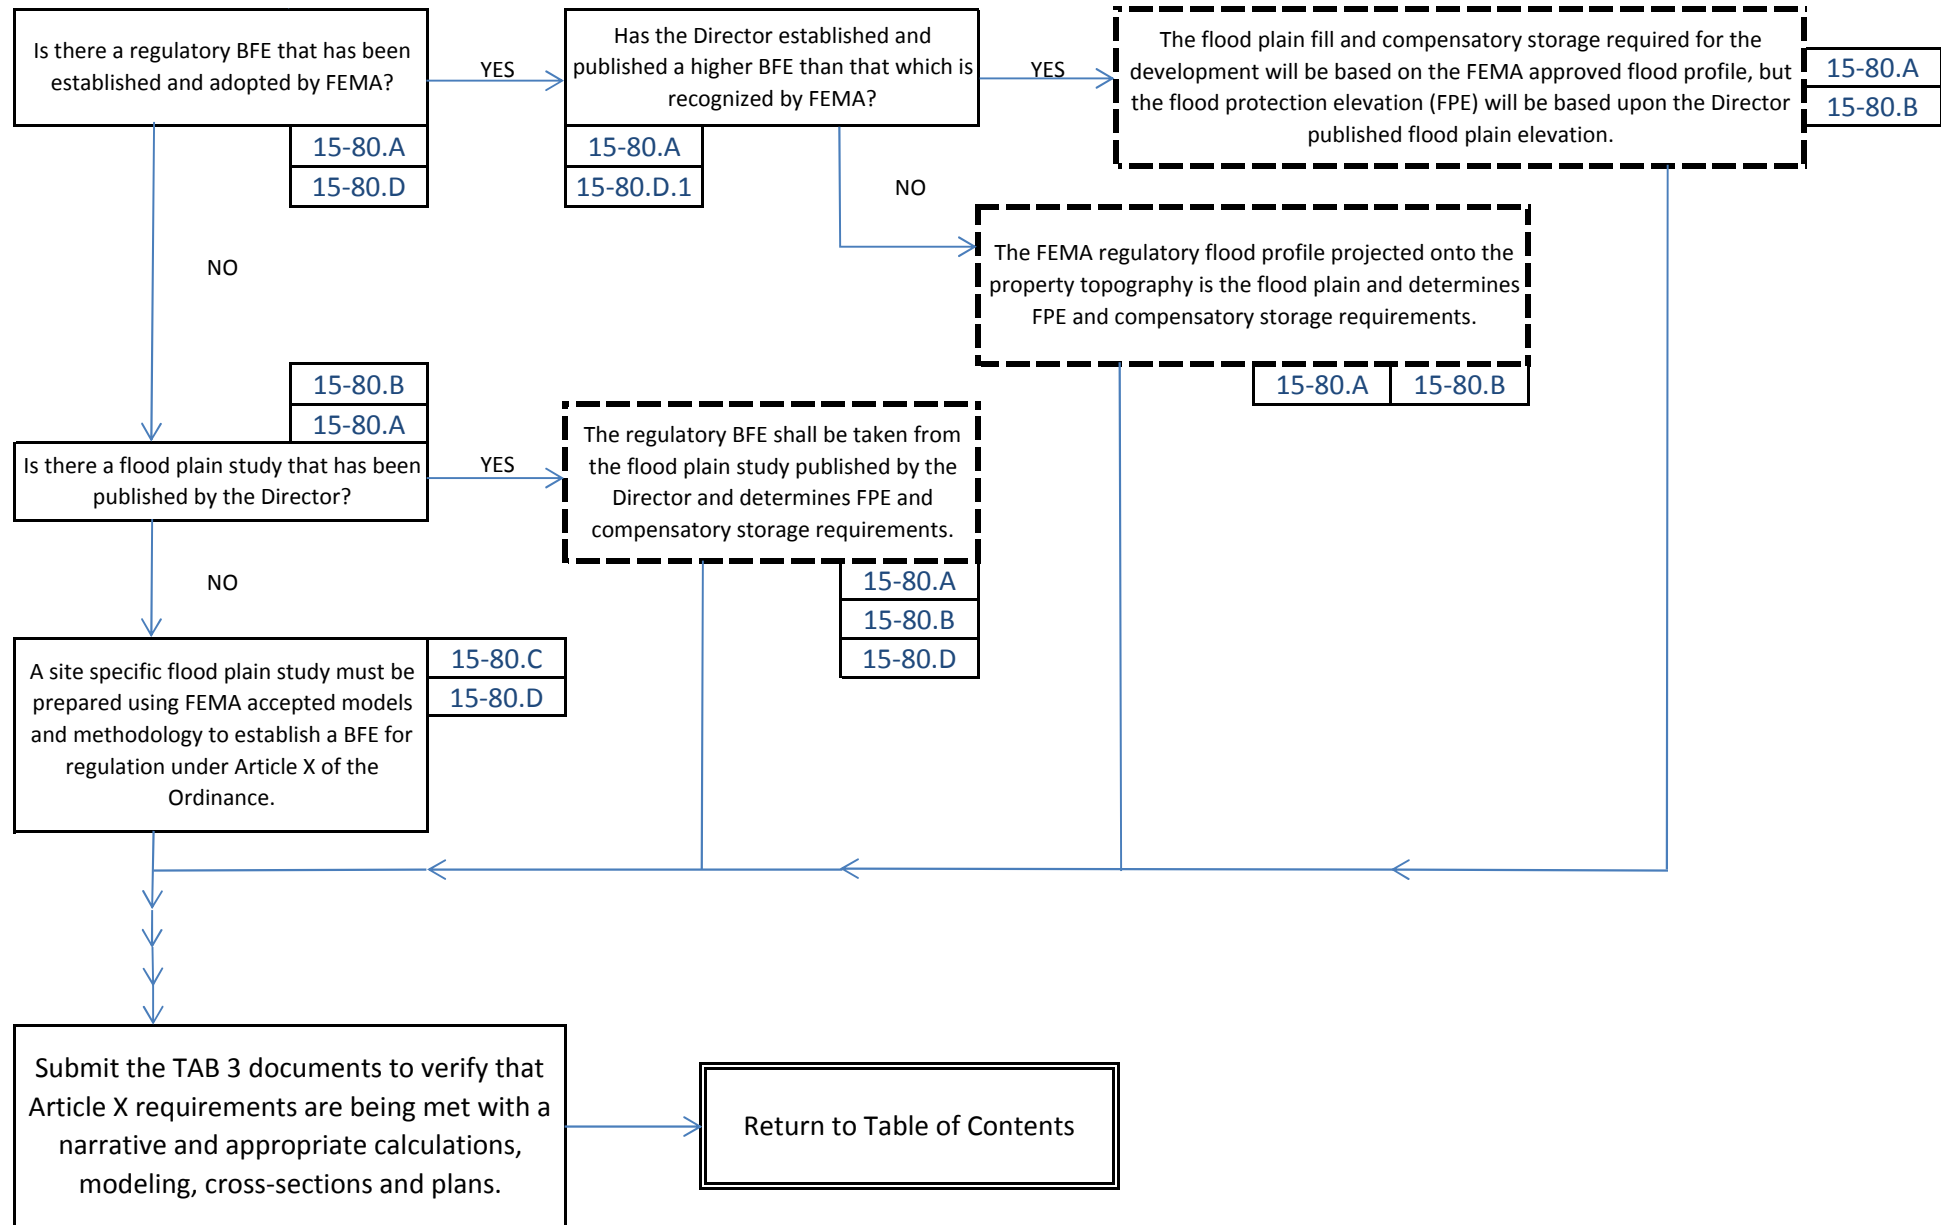 Is there a regulatory BFE that has been
established and adopted by FEMA?
15-80.A
15-80.D
YES
Has the Director established and
published a higher BFE than that which is
recognized by FEMA?
15-80.A
15-80.D.1
YES
The flood plain fill and compensatory storage required for the
development will be based on the FEMA approved flood profile, but
the flood protection elevation (FPE) will be based upon the Director
published flood plain elevation.
15-80.A
15-80.B
NO
The FEMA regulatory flood profile projected onto the
property topography is the flood plain and determines
FPE and compensatory storage requirements.
15-80.A
15-80.B
NO
15-80.B
15-80.A
Is there a flood plain study that has been
published by the Director?
YES
The regulatory BFE shall be taken from
the flood plain study published by the
Director and determines FPE and
compensatory storage requirements.
15-80.A
15-80.B
15-80.D
NO
A site specific flood plain study must be
prepared using FEMA accepted models
and methodology to establish a BFE for
regulation under Article X of the
Ordinance.
15-80.C
15-80.D
Submit the TAB 3 documents to verify that
Article X requirements are being met with a
narrative and appropriate calculations,
modeling, cross-sections and plans.
Return to Table of Contents